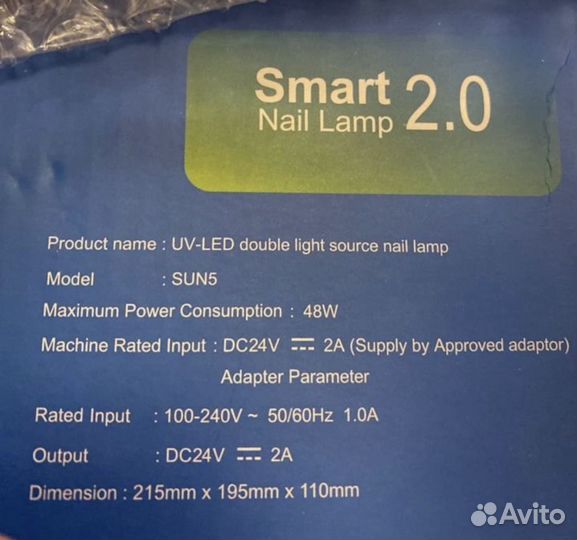 Smart 2.0
Nail Lamp
Product name : UV-LED double light source nail lamp
Model : SUN5
Maximum Power Consumption : 48W
Machine Rated Input : DC24V ⎓ 2A (Supply by Approved adaptor)
Adapter Parameter
Rated Input : 100-240V ~ 50/60Hz 1.0A
Output : DC24V ⎓ 2A
Dimension : 215mm x 195mm x 110mm
Avito